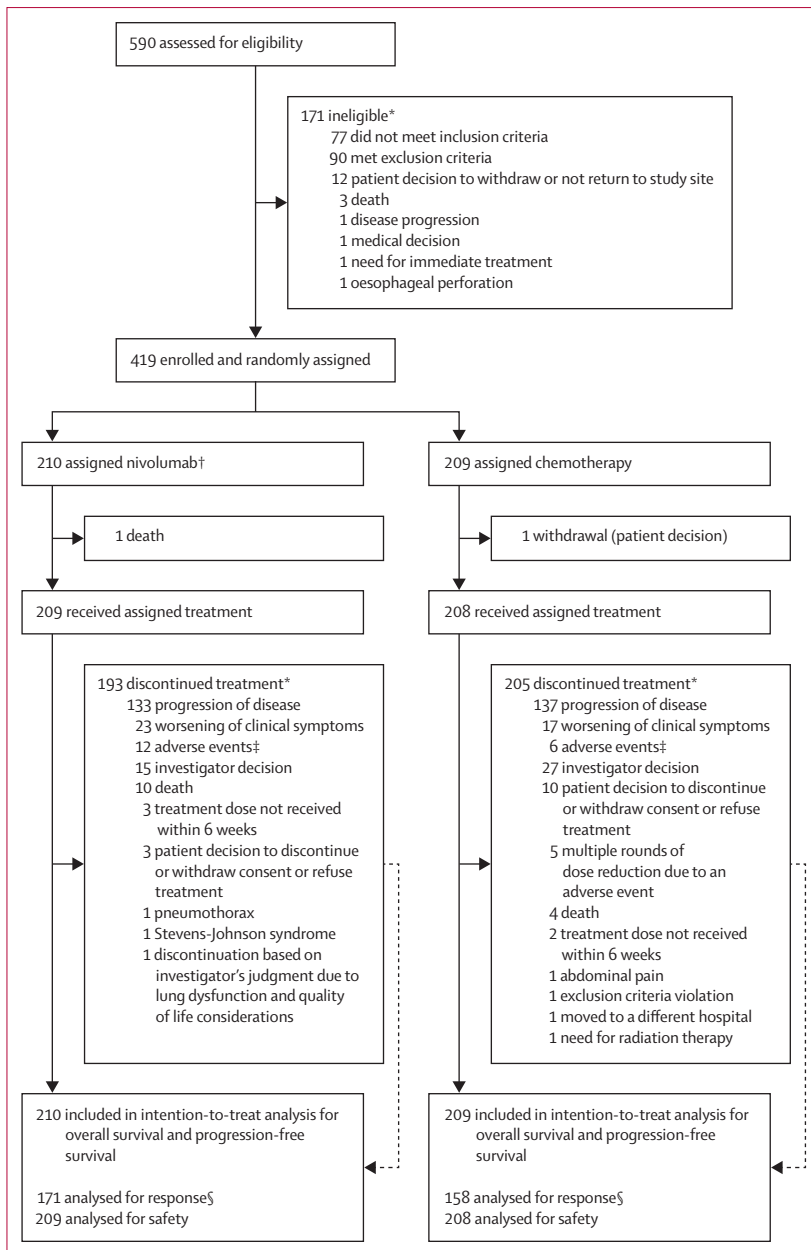 590 assessed for eligibility
171 ineligible*
77 did not meet inclusion criteria
90 met exclusion criteria
12 patient decision to withdraw or not return to study site
3 death
1 disease progression
1 medical decision
1 need for immediate treatment
1 oesophageal perforation
419 enrolled and randomly assigned
210 assigned nivolumab†
209 assigned chemotherapy
1 death
1 withdrawal (patient decision)
209 received assigned treatment
208 received assigned treatment
193 discontinued treatment*
133 progression of disease
23 worsening of clinical symptoms
12 adverse events‡
15 investigator decision
10 death
3 treatment dose not received
within 6 weeks
3 patient decision to discontinue
or withdraw consent or refuse
treatment
1 pneumothorax
1 Stevens-Johnson syndrome
1 discontinuation based on
investigator's judgment due to
lung dysfunction and quality
of life considerations
205 discontinued treatment*
137 progression of disease
17 worsening of clinical symptoms
6 adverse events‡
27 investigator decision
10 patient decision to discontinue
or withdraw consent or refuse
treatment
5 multiple rounds of
dose reduction due to an
adverse event
4 death
2 treatment dose not received
within 6 weeks
1 abdominal pain
1 exclusion criteria violation
1 moved to a different hospital
1 need for radiation therapy
210 included in intention-to-treat analysis for
overall survival and progression-free
survival
171 analysed for response§
209 analysed for safety
209 included in intention-to-treat analysis for
overall survival and progression-free
survival
158 analysed for response§
208 analysed for safety